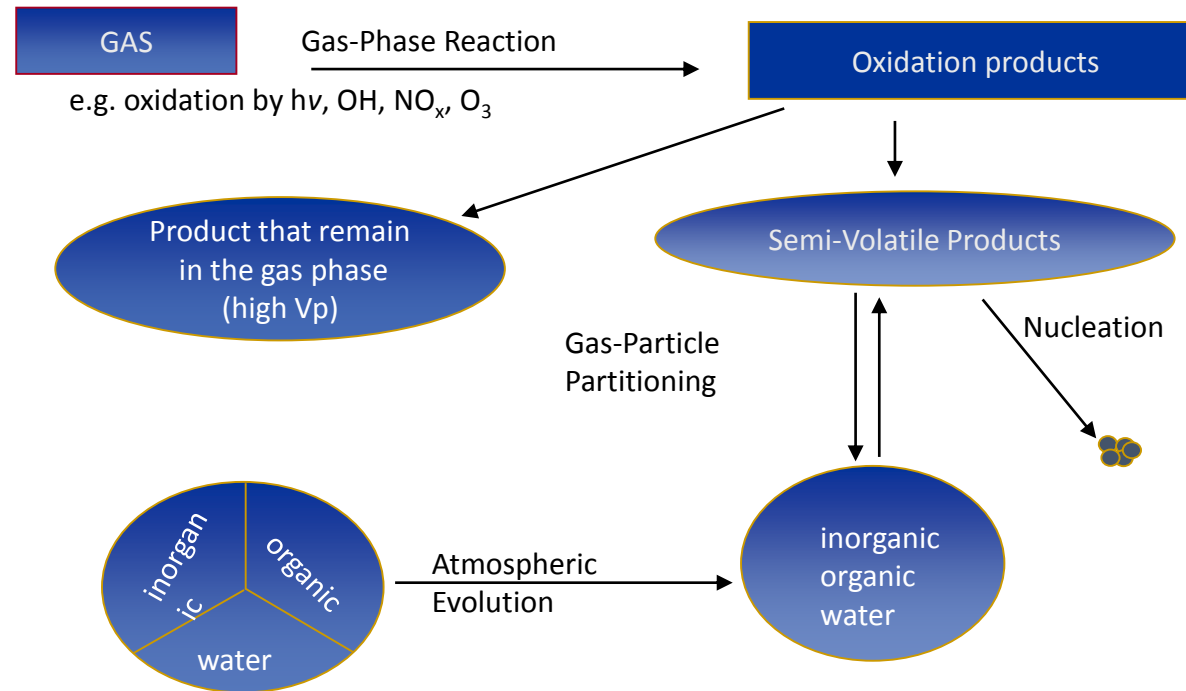 GAS
Gas-Phase Reaction
Oxidation products
e.g. oxidation by hν, OH, NOx, O3
Product that remain
in the gas phase
(high Vp)
Semi-Volatile Products
Gas-Particle
Partitioning
Nucleation
inorgan
ic
organic
water
Atmospheric
Evolution
inorganic
organic
water